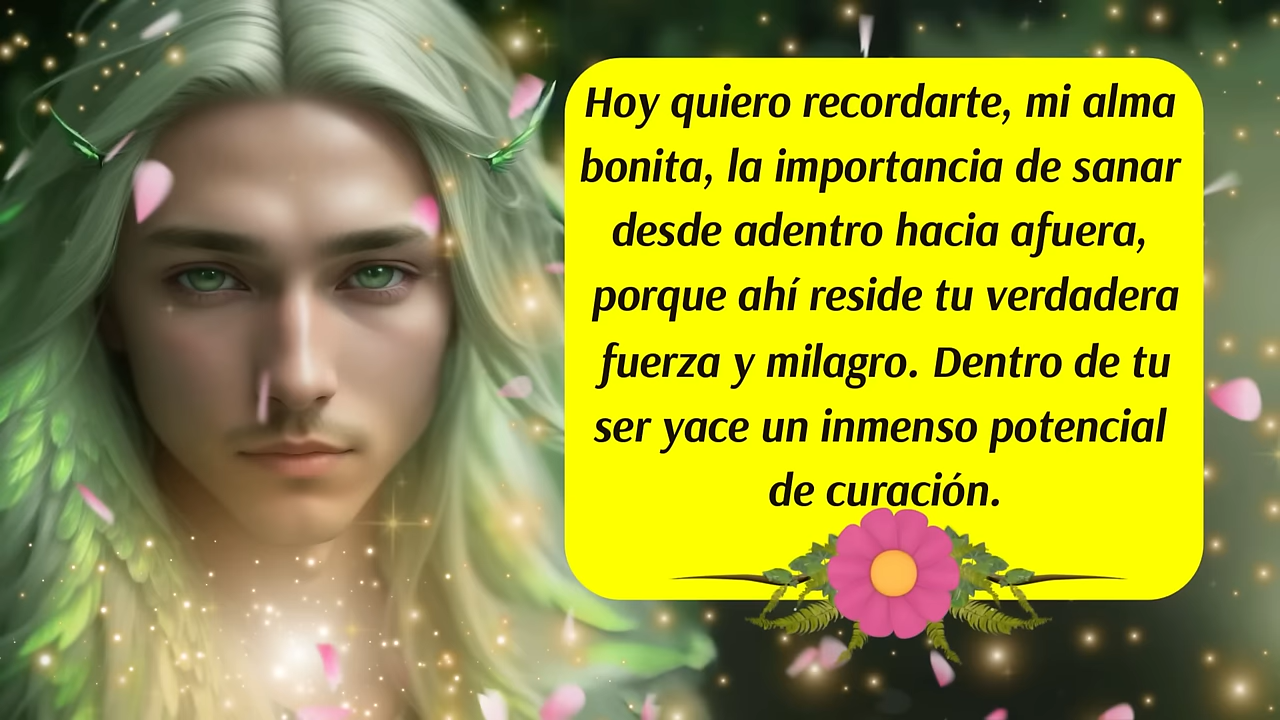 Hoy quiero recordarte, mi alma
bonita, la importancia de sanar
desde adentro hacia afuera,
porque ahí reside tu verdadera
fuerza y milagro. Dentro de tu
ser yace un inmenso potencial
de curación.